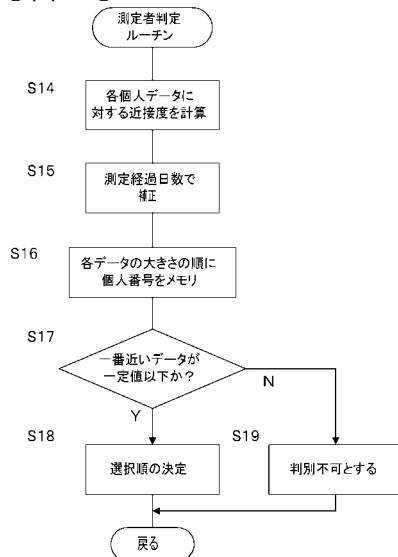 測定者判定
ルーチン
S14
各個人データに
対する近接度を計算
S15
測定経過日数で
補正
S16
各データの大きさの順に
個人番号をメモリ
S17
一番近いデータが
一定値以下か？
N
Y
S18
選択順の決定
S19
判別不可とする
戻る